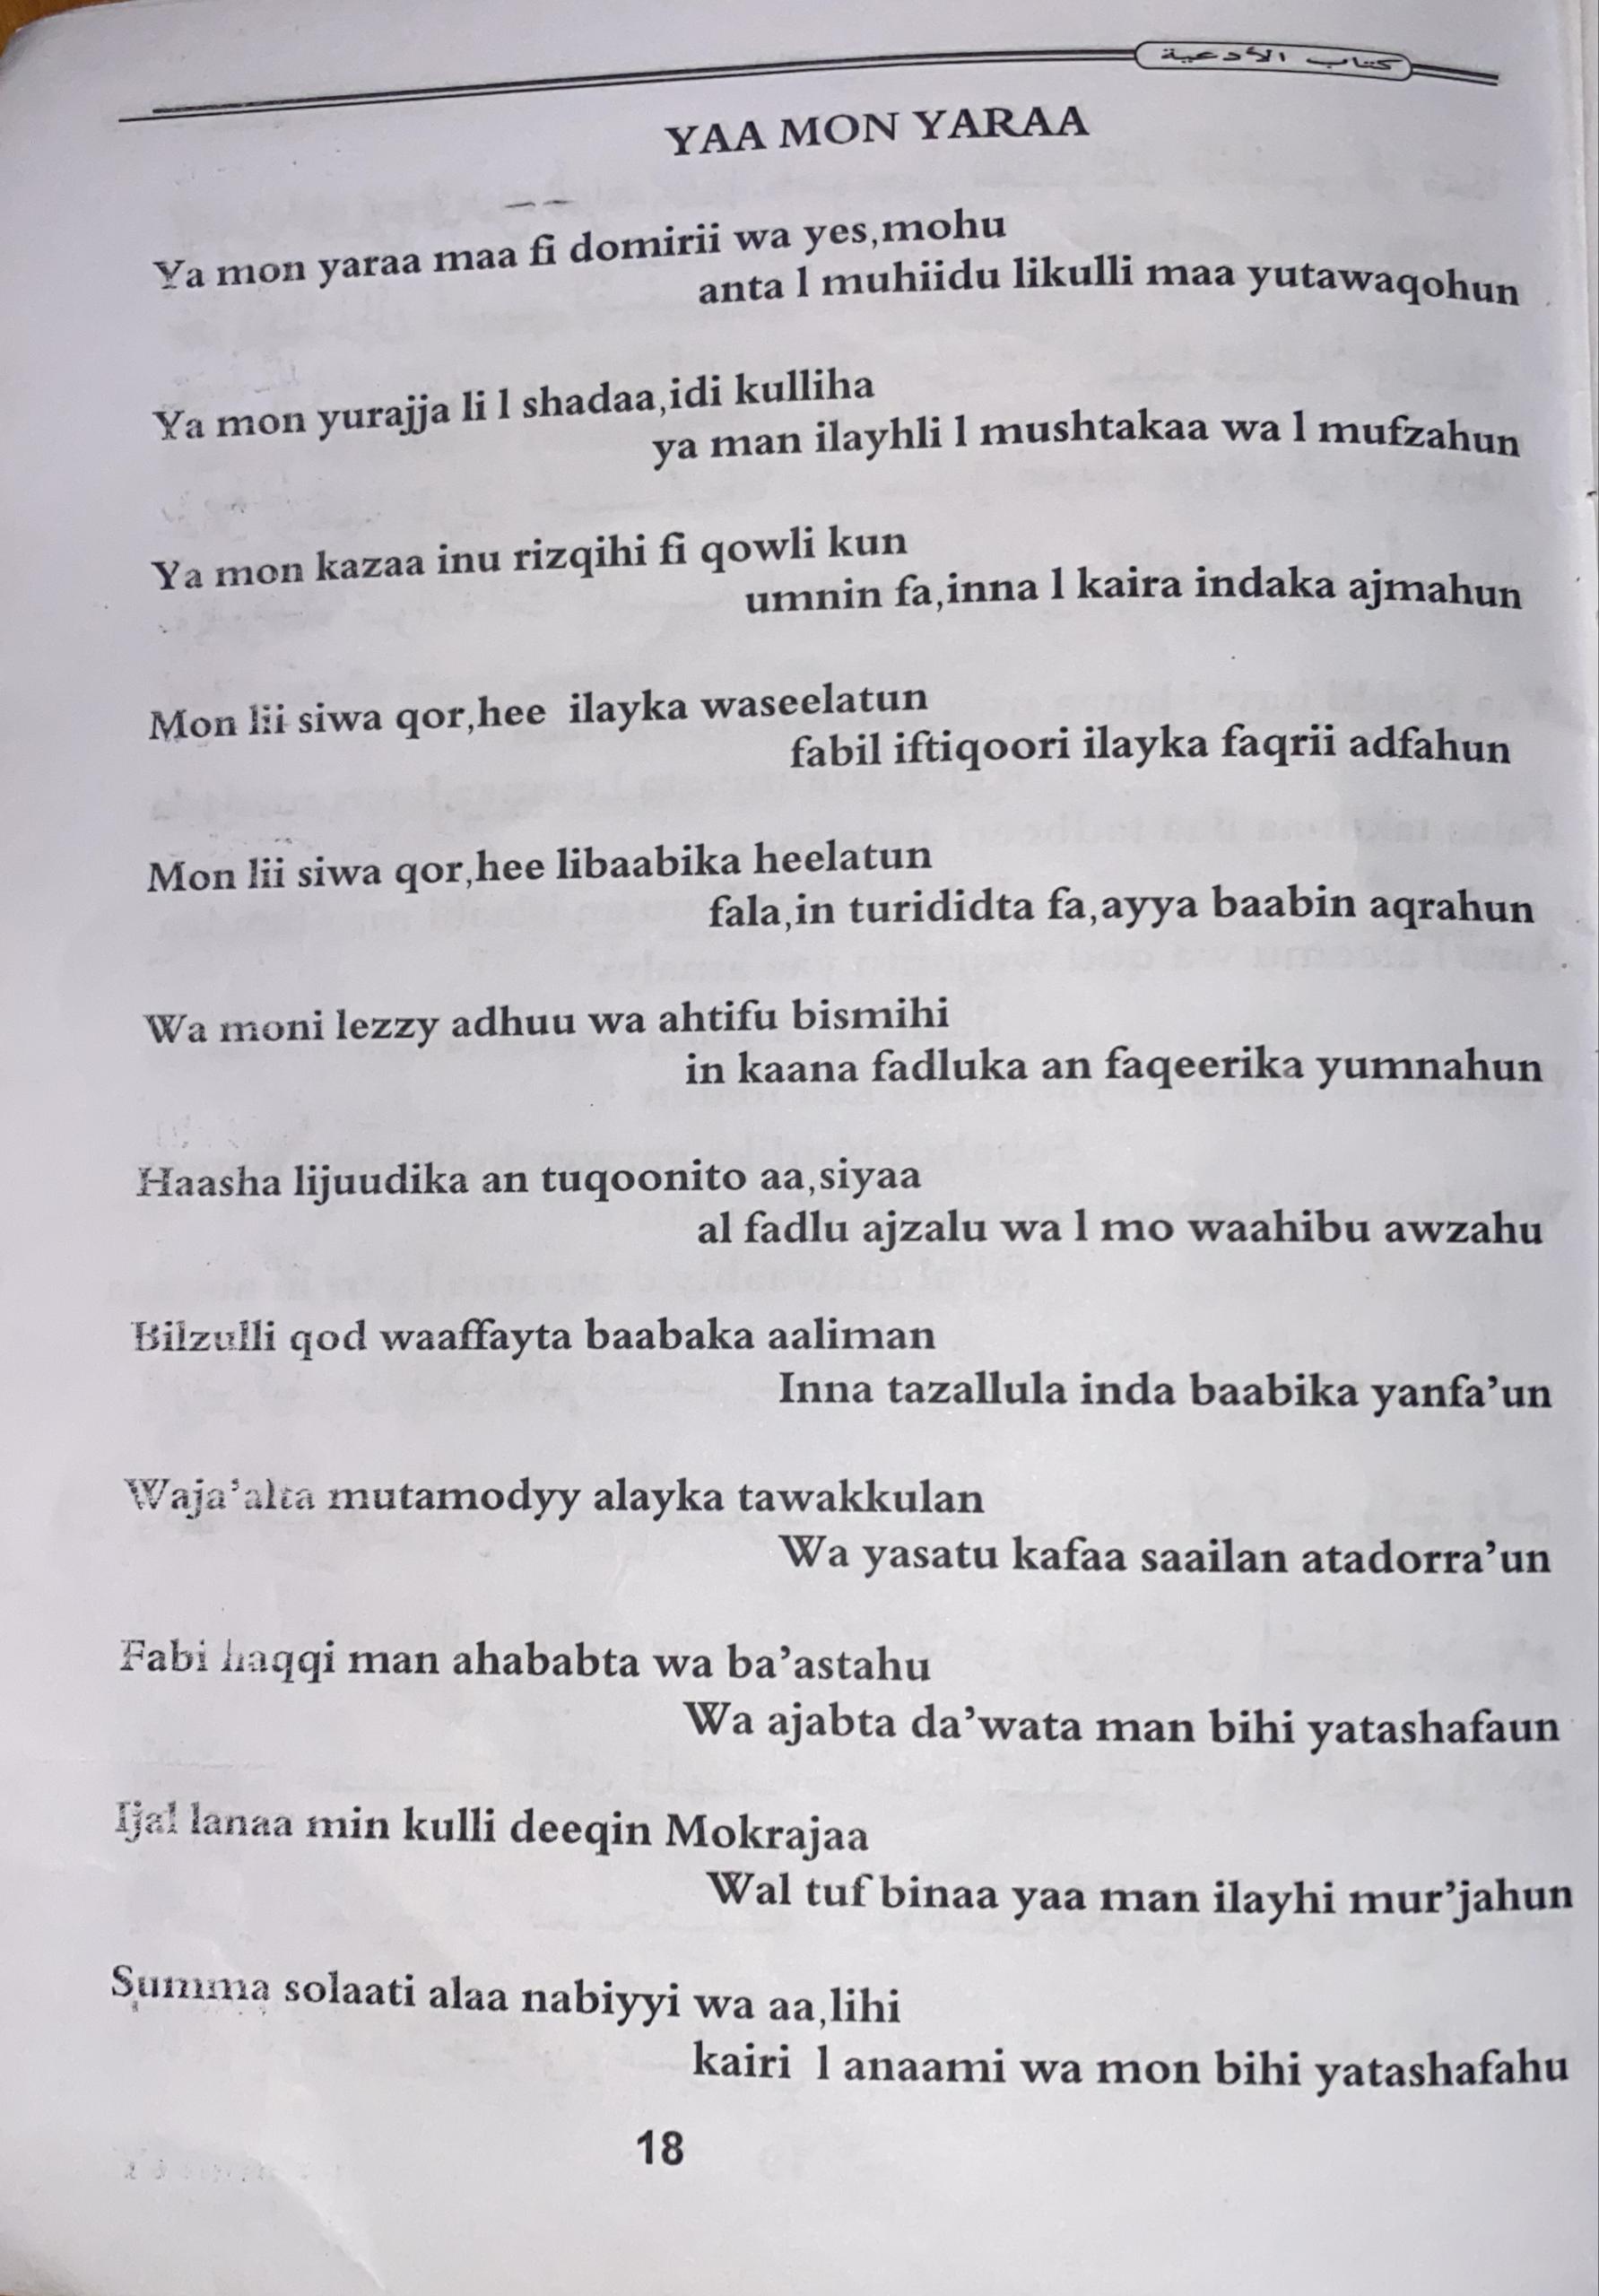 كتاب الأدعية
YAA MON YARAA
Ya mon yaraa maa fi domirii wa yes,mohu
anta l muhiidu likulli maa yutawaqohun
Ya mon yurajja li l shadaa,idi kulliha
ya man ilayhli l mushtakaa wa l mufzahun
Ya mon kazaa inu rizqihi fi qowli kun
umnin fa,inna l kaira indaka ajmahun
Mon lii siwa qor,hee ilayka waseelatun
fabil iftiqoori ilayka faqrii adfahun
Mon lii siwa qor,hee libaabika heelatun
fala,in turididta fa,ayya baabin aqrahun
Wa moni lezzy adhuu wa ahtifu bismihi
in kaana fadluka an faqeerika yumnahun
Haasha lijuudika an tuqoonito aa,siyaa
al fadlu ajzalu wa l mo waahibu awzahu
Bilzulli qod waaffayta baabaka aaliman
Inna tazallula inda baabika yanfa’un
Waja’alta mutamodyy alayka tawakkulan
Wa yasatu kafaa saailan atadorra’un
Fabi haqqi man ahababta wa ba’astahu
Wa ajabta da’wata man bihi yatashafaun
Ijal lanaa min kulli deeqin Mokrajaa
Wal tuf binaa yaa man ilayhi mur’jahun
Summa solaati alaa nabiyyi wa aa,lihi
kairi l anaami wa mon bihi yatashafahu
18